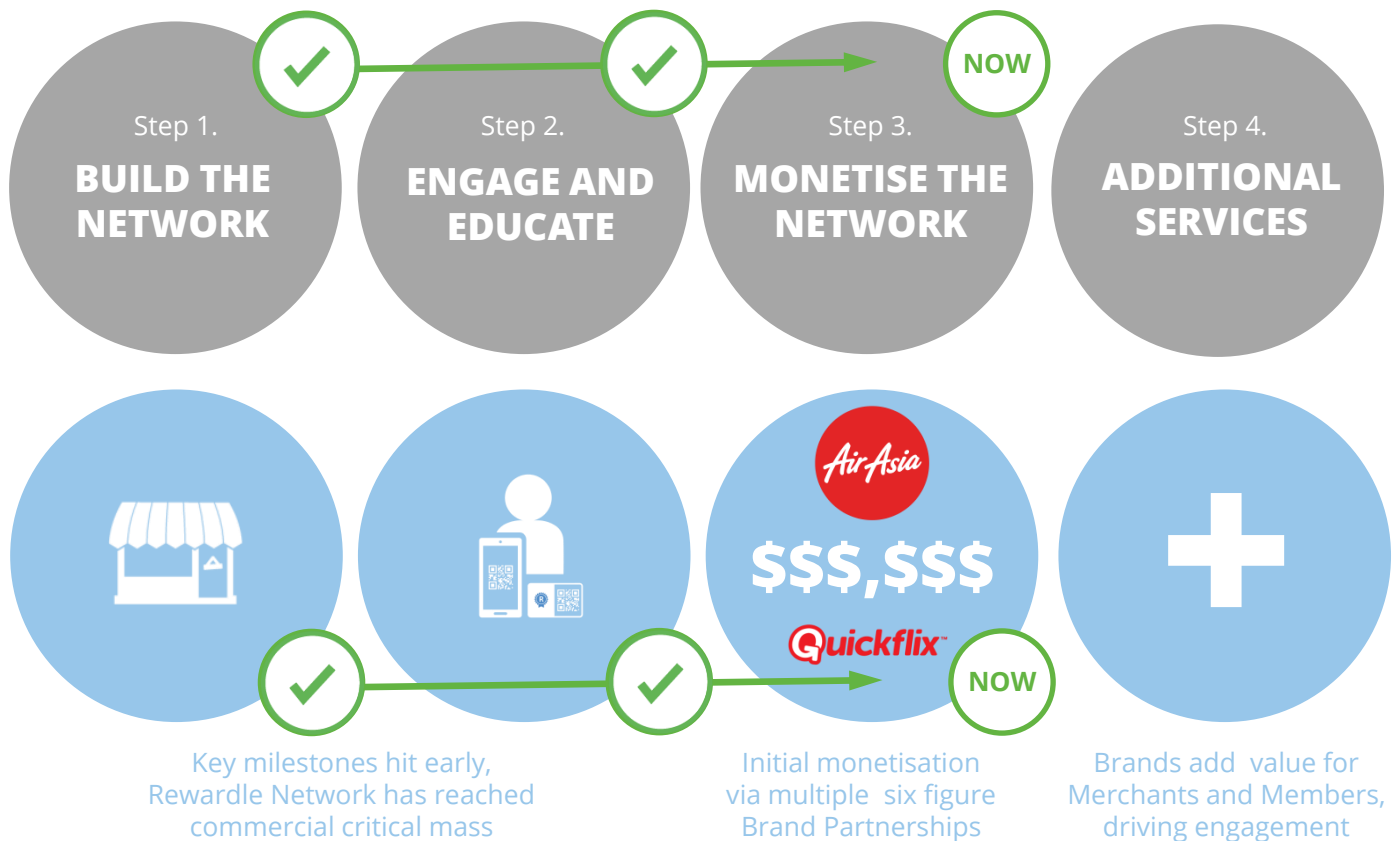 NOW
Step 1.
BUILD THE
NETWORK
Step 2.
ENGAGE AND
EDUCATE
Step 3.
MONETISE THE
NETWORK
Step 4.
ADDITIONAL
SERVICES
R
AirAsia
$$$,$$$
Quickflix™
NOW
Key milestones hit early,
Rewardle Network has reached
commercial critical mass
Initial monetisation
via multiple six figure
Brand Partnerships
Brands add value for
Merchants and Members,
driving engagement